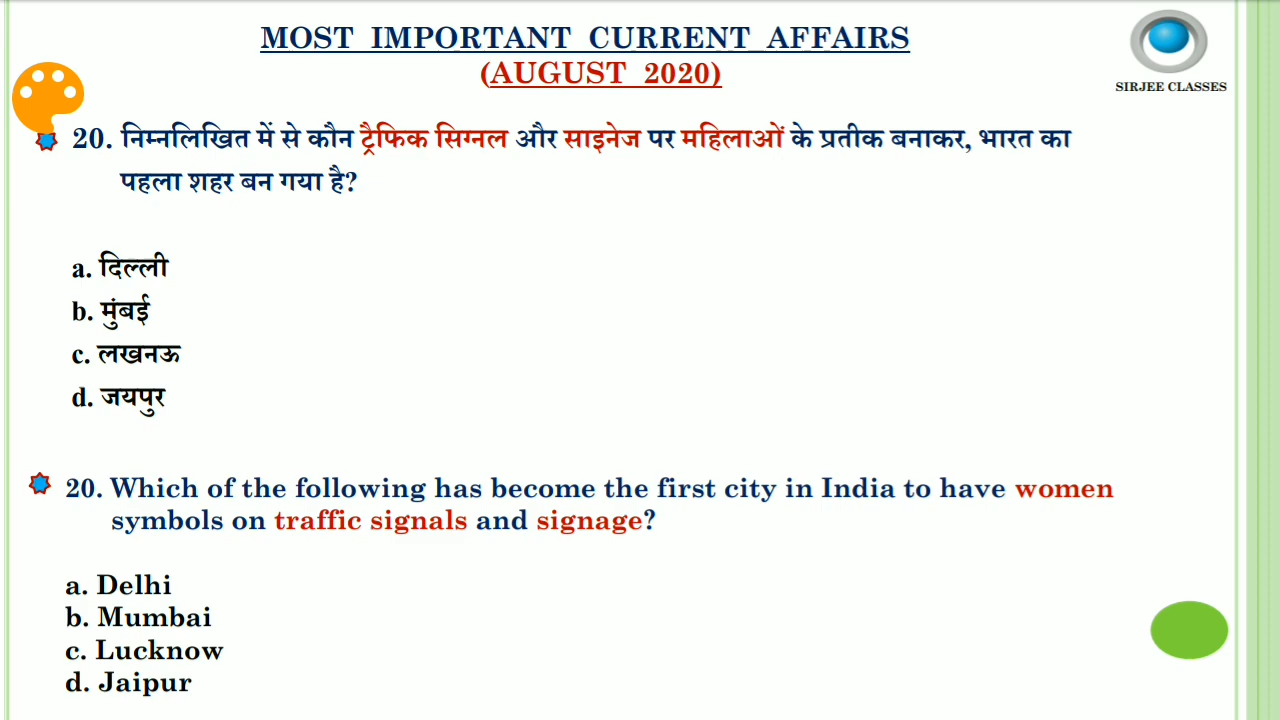 MOST IMPORTANT CURRENT AFFAIRS
(AUGUST 2020)
SIRJEE CLASSES
20. निम्नलिखित में से कौन ट्रैफिक सिग्नल और साइनेज पर महिलाओं के प्रतीक बनाकर, भारत का
पहला शहर बन गया है?
a. दिल्ली
b. मुंबई
c. लखनऊ
d. जयपुर
20. Which of the following has become the first city in India to have women
symbols on traffic signals and signage?
a. Delhi
b. Mumbai
c. Lucknow
d. Jaipur